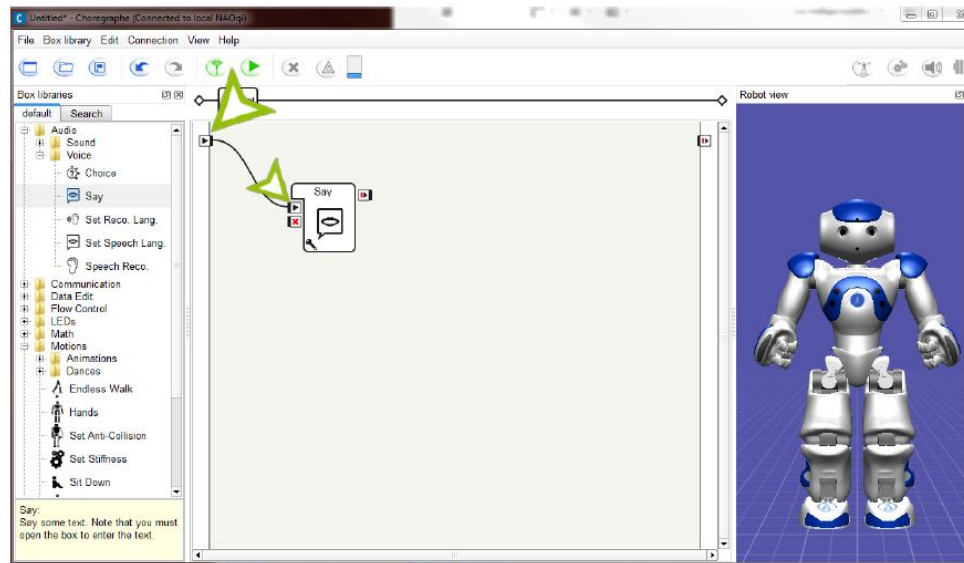 Untitled* - Choregraphe (Connected to local NAOqi)
File Box library Edit Connection View Help
Box libraries
default Search
Audio
Sound
Voice
Choice
Say
Set Reco. Lang.
Set Speech Lang.
Speech Reco.
Communication
Data Edit
Flow Control
LEDs
Math
Motions
Animations
Dances
Endless Walk
Hands
Set Anti-Collision
Set Stiffness
Sit Down
Say:
Say some text. Note that you must
open the box to enter the text.
Say
Robot view